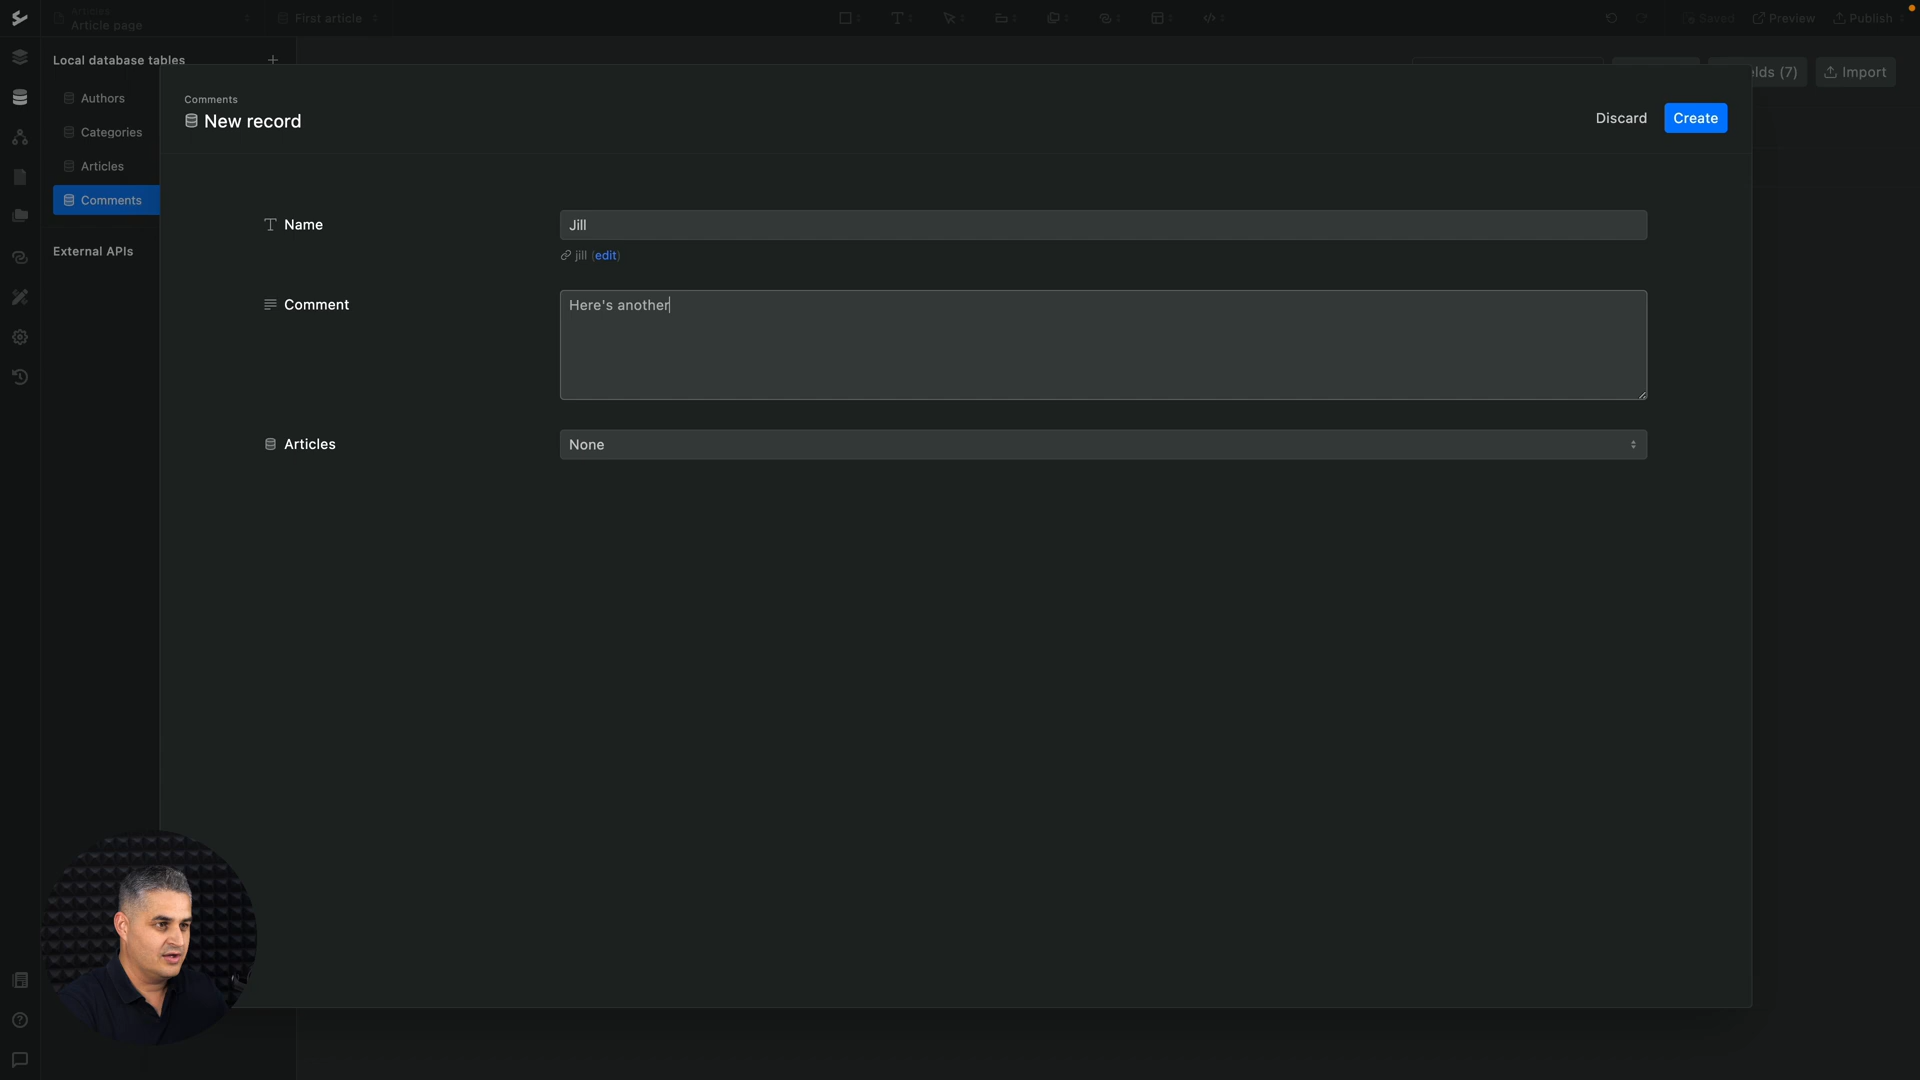 Articles
Article page
First article
Saved
Preview
Publish
Local database tables
Authors
Categories
Articles
Comments
External APIs
Import
Comments
New record
Discard
Create
Name
Jill
jill (edit)
Comment
Here's another
Articles
None